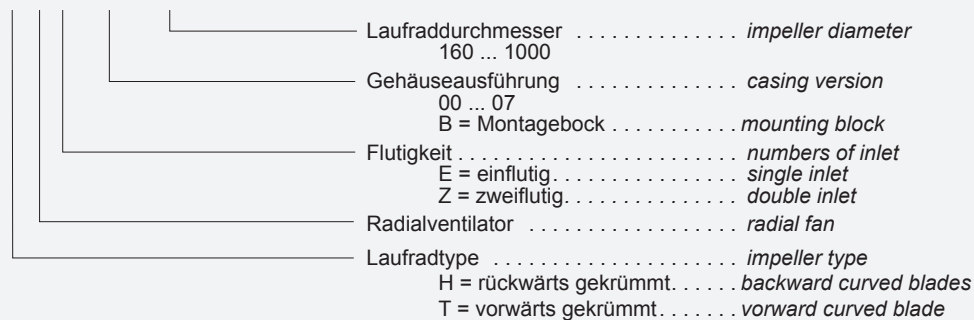 Laufraddurchmesser . . . . . . . . . . . . . . impeller diameter
160 ... 1000
Gehäuseausführung . . . . . . . . . . . . . . casing version
00 ... 07
B = Montagebock . . . . . . . . . . . mounting block
Flutigkeit . . . . . . . . . . . . . . . . . . . . . . . . numbers of inlet
E = einflutig. . . . . . . . . . . . . . . . single inlet
Z = zweiflutig. . . . . . . . . . . . . . . double inlet
Radialventilator . . . . . . . . . . . . . . . . . . radial fan
Laufradtype . . . . . . . . . . . . . . . . . . . . . impeller type
H = rückwärts gekrümmt. . . . . . backward curved blades
T = vorwärts gekrümmt . . . . . . . vorward curved blade